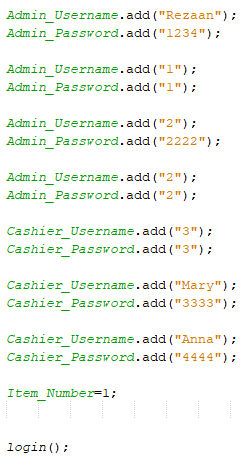 Admin_Username.add("Rezaan");
Admin_Password.add("1234");
Admin_Username.add("1");
Admin_Password.add("1");
Admin_Username.add("2");
Admin_Password.add("2222");
Admin_Username.add("2");
Admin_Password.add("2");
Cashier_Username.add("3");
Cashier_Password.add("3");
Cashier_Username.add("Mary");
Cashier_Password.add("3333");
Cashier_Username.add("Anna");
Cashier_Password.add("4444");
Item_Number=1;
login();